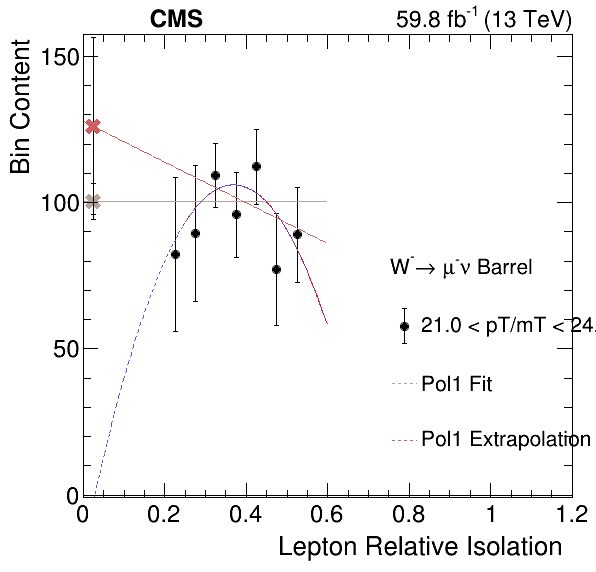 CMS 59.8 fb⁻¹ (13 TeV)
Bin Content
150
100
50
0
W⁻→ μ⁻ν Barrel
21.0 < pT/mT < 24.
Pol1 Fit
Pol1 Extrapolation
0 0.2 0.4 0.6 0.8 1 1.2
Lepton Relative Isolation